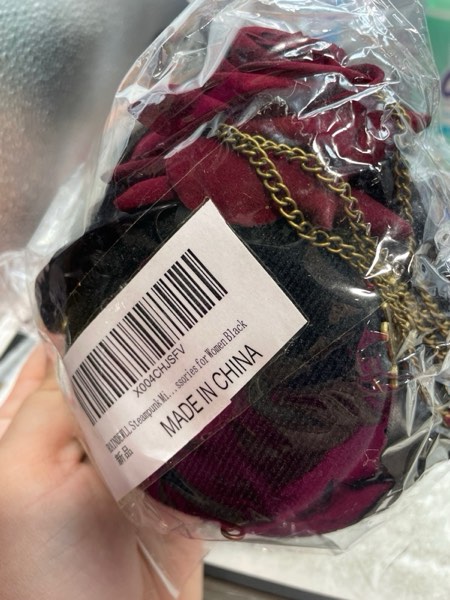 X004CHJSFV
Steampunk Mi...ssories for Women Black
MADE IN CHINA